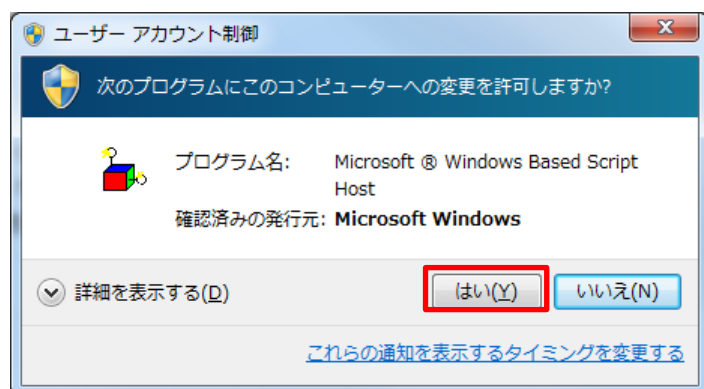 ユーザー アカウント制御
次のプログラムにこのコンピューターへの変更を許可しますか?
プログラム名: Microsoft ® Windows Based Script
Host
確認済みの発行元: Microsoft Windows
詳細を表示する(D) はい(Y) いいえ(N)
これらの通知を表示するタイミングを変更する